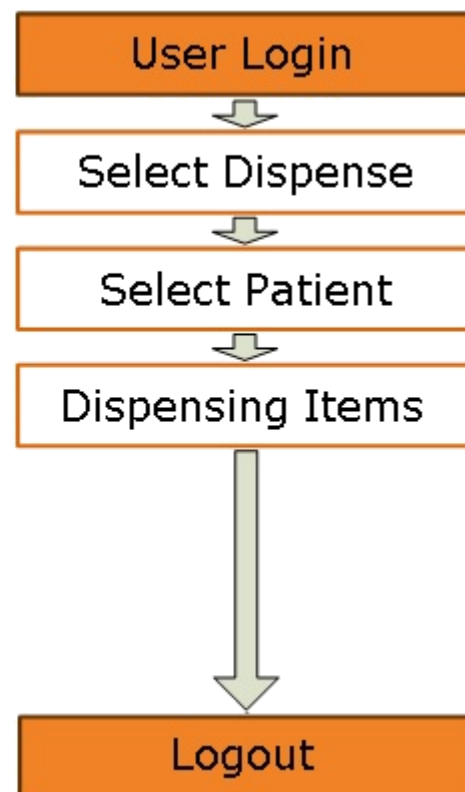 User Login
Select Dispense
Select Patient
Dispensing Items
Logout